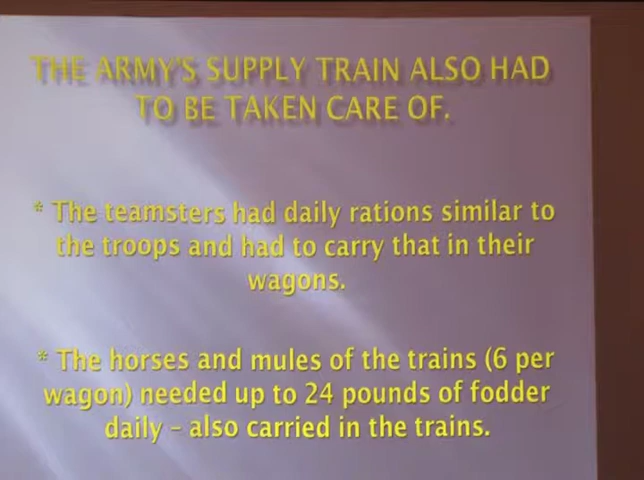 THE ARMY'S SUPPLY TRAIN ALSO HAD
TO BE TAKEN CARE OF.
* The teamsters had daily rations similar to
the troops and had to carry that in their
wagons.
* The horses and mules of the trains (6 per
wagon) needed up to 24 pounds of fodder
daily – also carried in the trains.